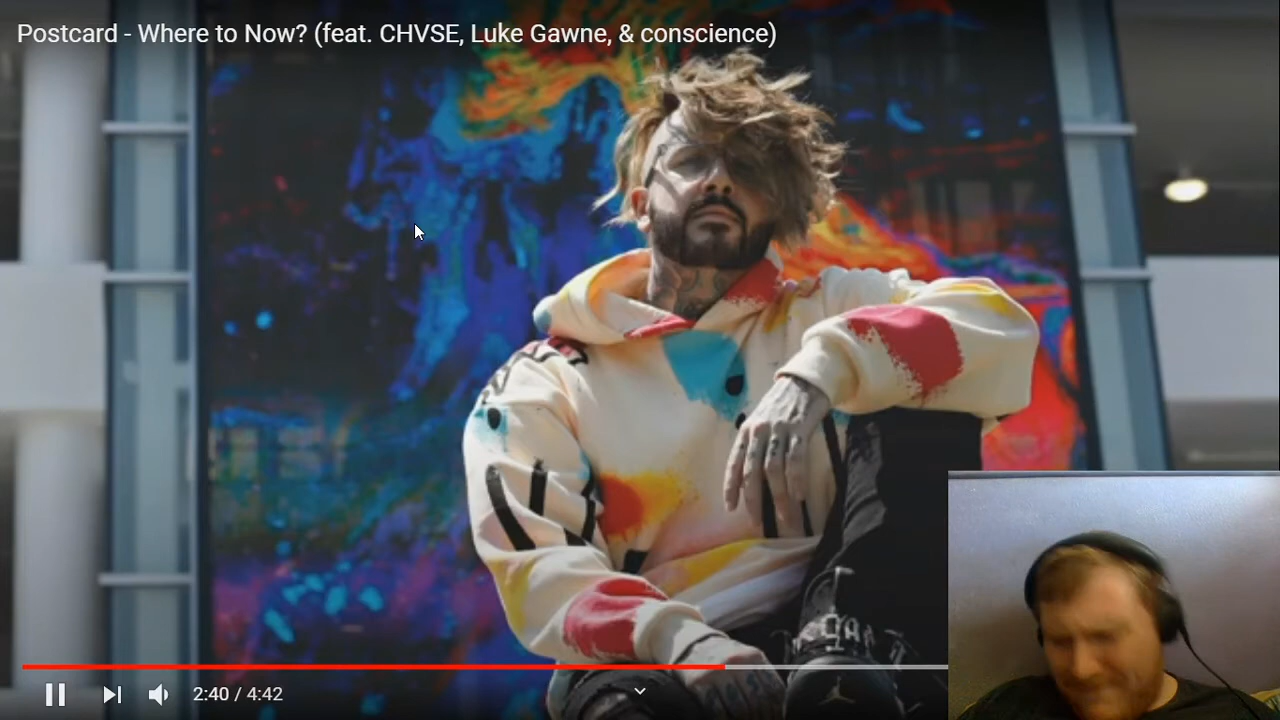 Postcard - Where to Now? (feat. CHVSE, Luke Gawne, & conscience)
2:40 / 4:42